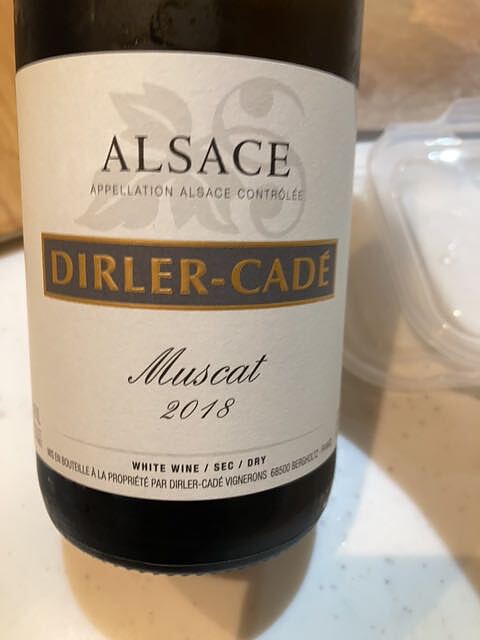 ALSACE
APPELLATION ALSACE CONTRÔLÉE
DIRLER-CADÉ
Muscat
2018
WHITE WINE / SEC / DRY
MIS EN BOUTEILLE À LA PROPRIÉTÉ PAR DIRLER-CADÉ VIGNERONS 68500 BERGHOLTZ